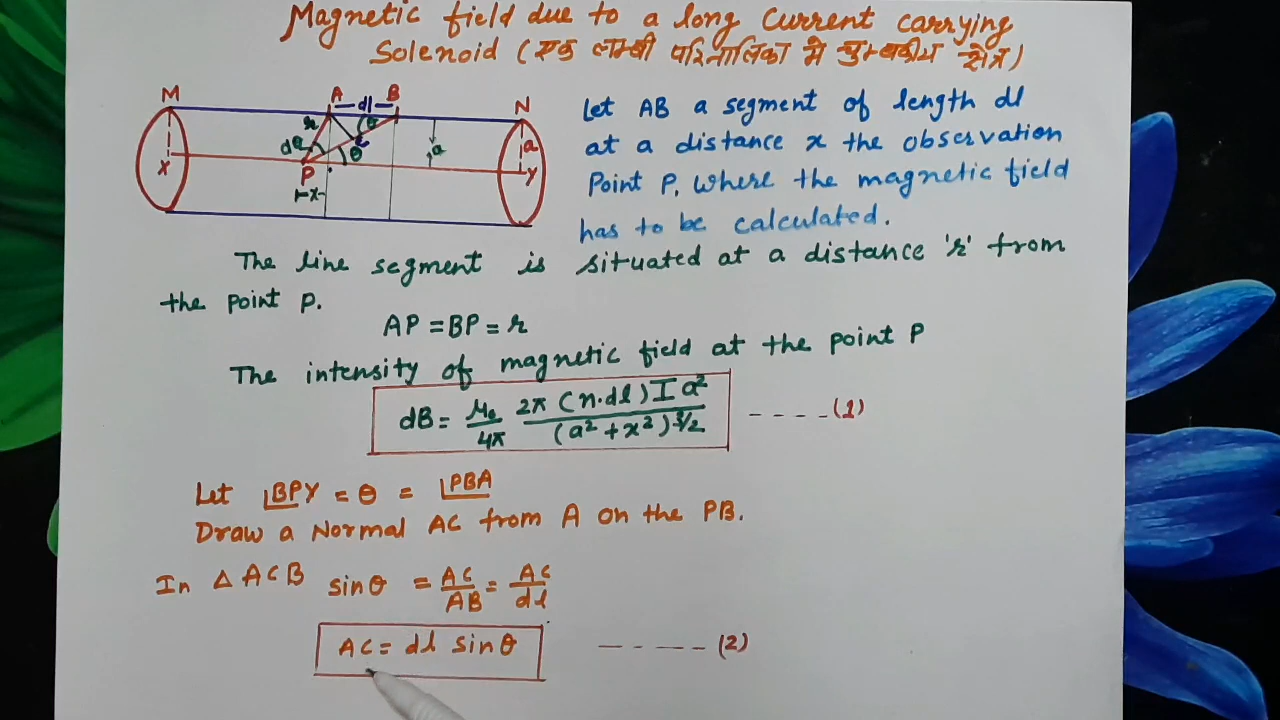 Magnetic field due to a long current carrying
Solenoid (एक लम्बी परिनालिका में चुम्बकीय क्षेत्र)
M A dl B N
r θ
dθ C a a
X P θ Y
x
Let AB a segment of length dl
at a distance x the observation
Point P, where the magnetic field
has to be calculated.
The line segment is situated at a distance 'r' from
the point P.
AP = BP = r
The intensity of magnetic field at the point P
dB = μ₀/4π 2π (n·dl) I a² / (a² + x²)^3/2 ----(1)
Let ∠BPY = θ = ∠PBA
Draw a Normal AC from A on the PB.
In Δ ACB sinθ = AC/AB = AC/dl
AC = dl sinθ -----(2)